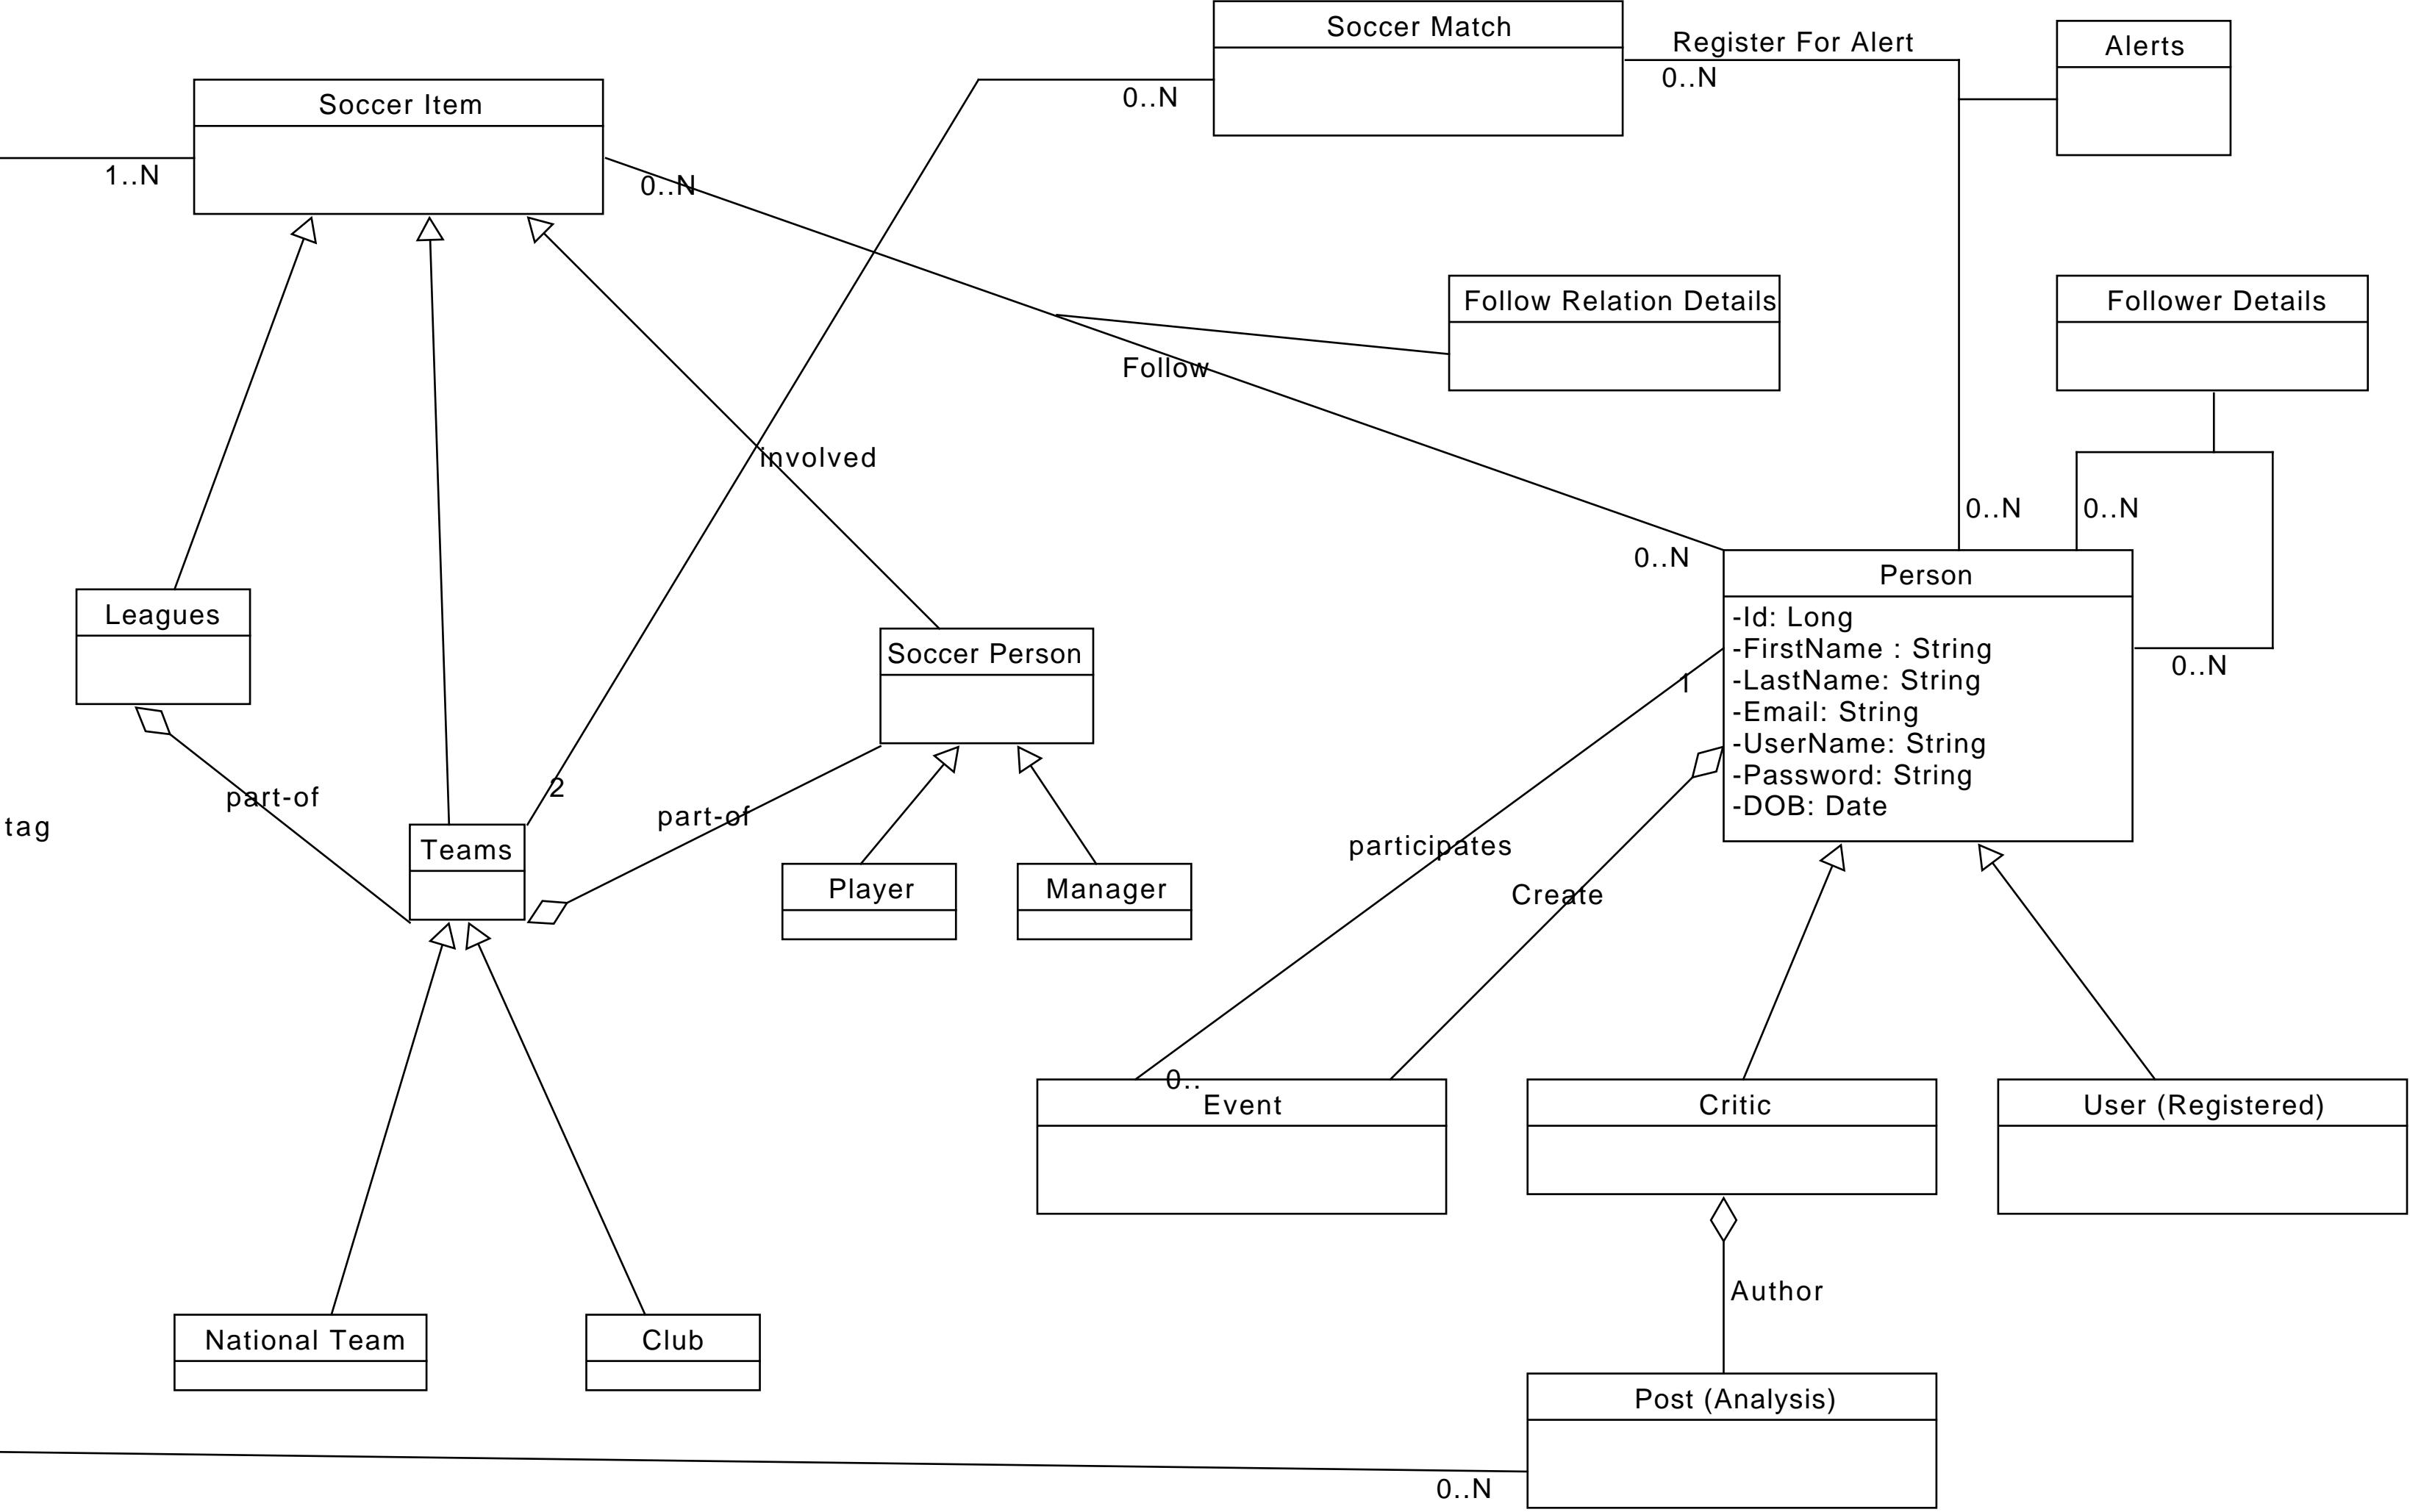 Soccer Match
Register For Alert
Alerts
0..N
0..N
Soccer Item
1..N
0..N
Follow Relation Details
Follower Details
Follow
involved
0..N
0..N
0..N
Person
-Id: Long
-FirstName : String
-LastName: String
-Email: String
-UserName: String
-Password: String
-DOB: Date
0..N
1
Leagues
Soccer Person
2
part-of
part-of
tag
Teams
participates
Player
Manager
Create
0..
Event
Critic
User (Registered)
Author
National Team
Club
Post (Analysis)
0..N